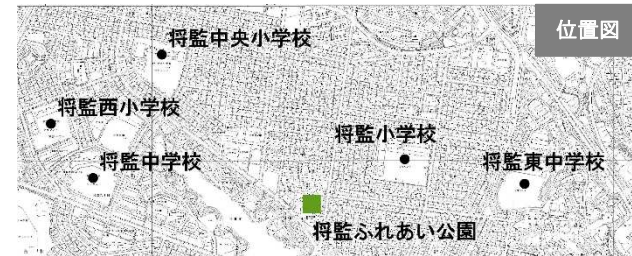 位置図
将監中央小学校
将監西小学校
将監小学校
将監中学校
将監東中学校
将監ふれあい公園